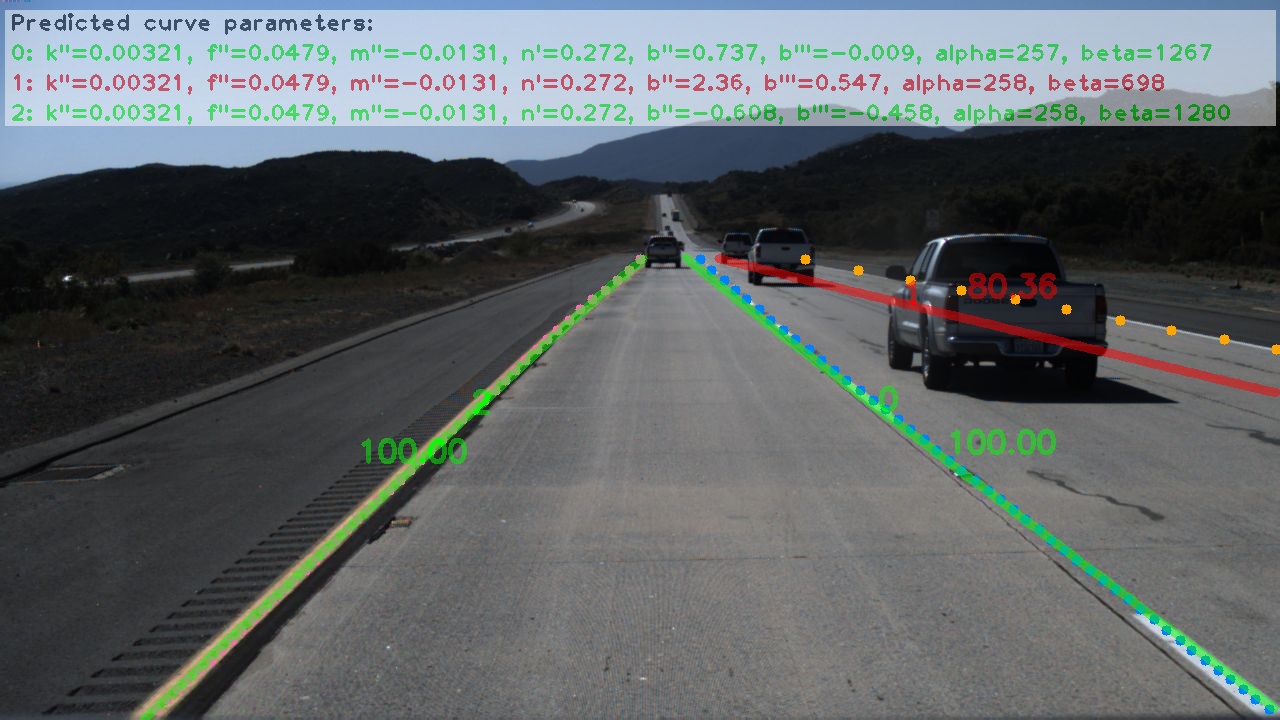 Predicted curve parameters:
0: k''=0.00321, f''=0.0479, m''=−0.0131, n'=0.272, b''=0.737, b'''=−0.009, alpha=257, beta=1267
1: k''=0.00321, f''=0.0479, m''=−0.0131, n'=0.272, b''=2.36, b'''=0.547, alpha=258, beta=698
2: k''=0.00321, f''=0.0479, m''=−0.0131, n'=0.272, b''=−0.608, b'''=−0.458, alpha=258, beta=1280
1
80.36
2
0
100.00
100.00